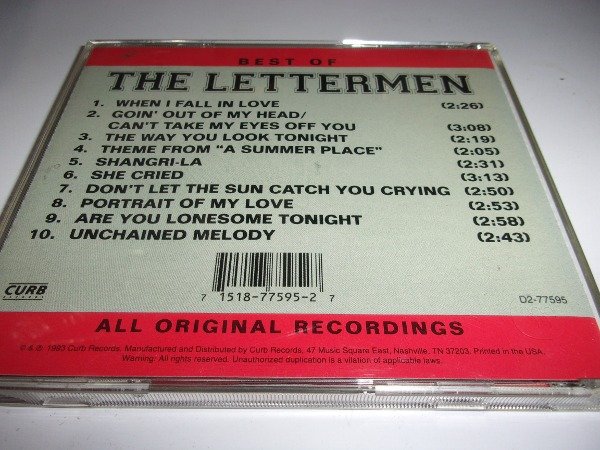 BEST OF
THE LETTERMEN
1. WHEN I FALL IN LOVE (2:26)
2. GOIN' OUT OF MY HEAD/
CAN'T TAKE MY EYES OFF YOU (3:08)
3. THE WAY YOU LOOK TONIGHT (2:19)
4. THEME FROM "A SUMMER PLACE" (2:05)
5. SHANGRI-LA (2:31)
6. SHE CRIED (3:13)
7. DON'T LET THE SUN CATCH YOU CRYING (2:50)
8. PORTRAIT OF MY LOVE (2:53)
9. ARE YOU LONESOME TONIGHT (2:58)
10. UNCHAINED MELODY (2:43)
CURB
RECORDS
7 1518-77595-2 7
D2-77595
ALL ORIGINAL RECORDINGS
© & ℗, 1993 Curb Records. Manufactured and Distributed by Curb Records, 47 Music Square East, Nashville, TN 37203. Printed in the USA.
Warning: All rights reserved. Unauthorized duplication is a vilation of applicable laws.